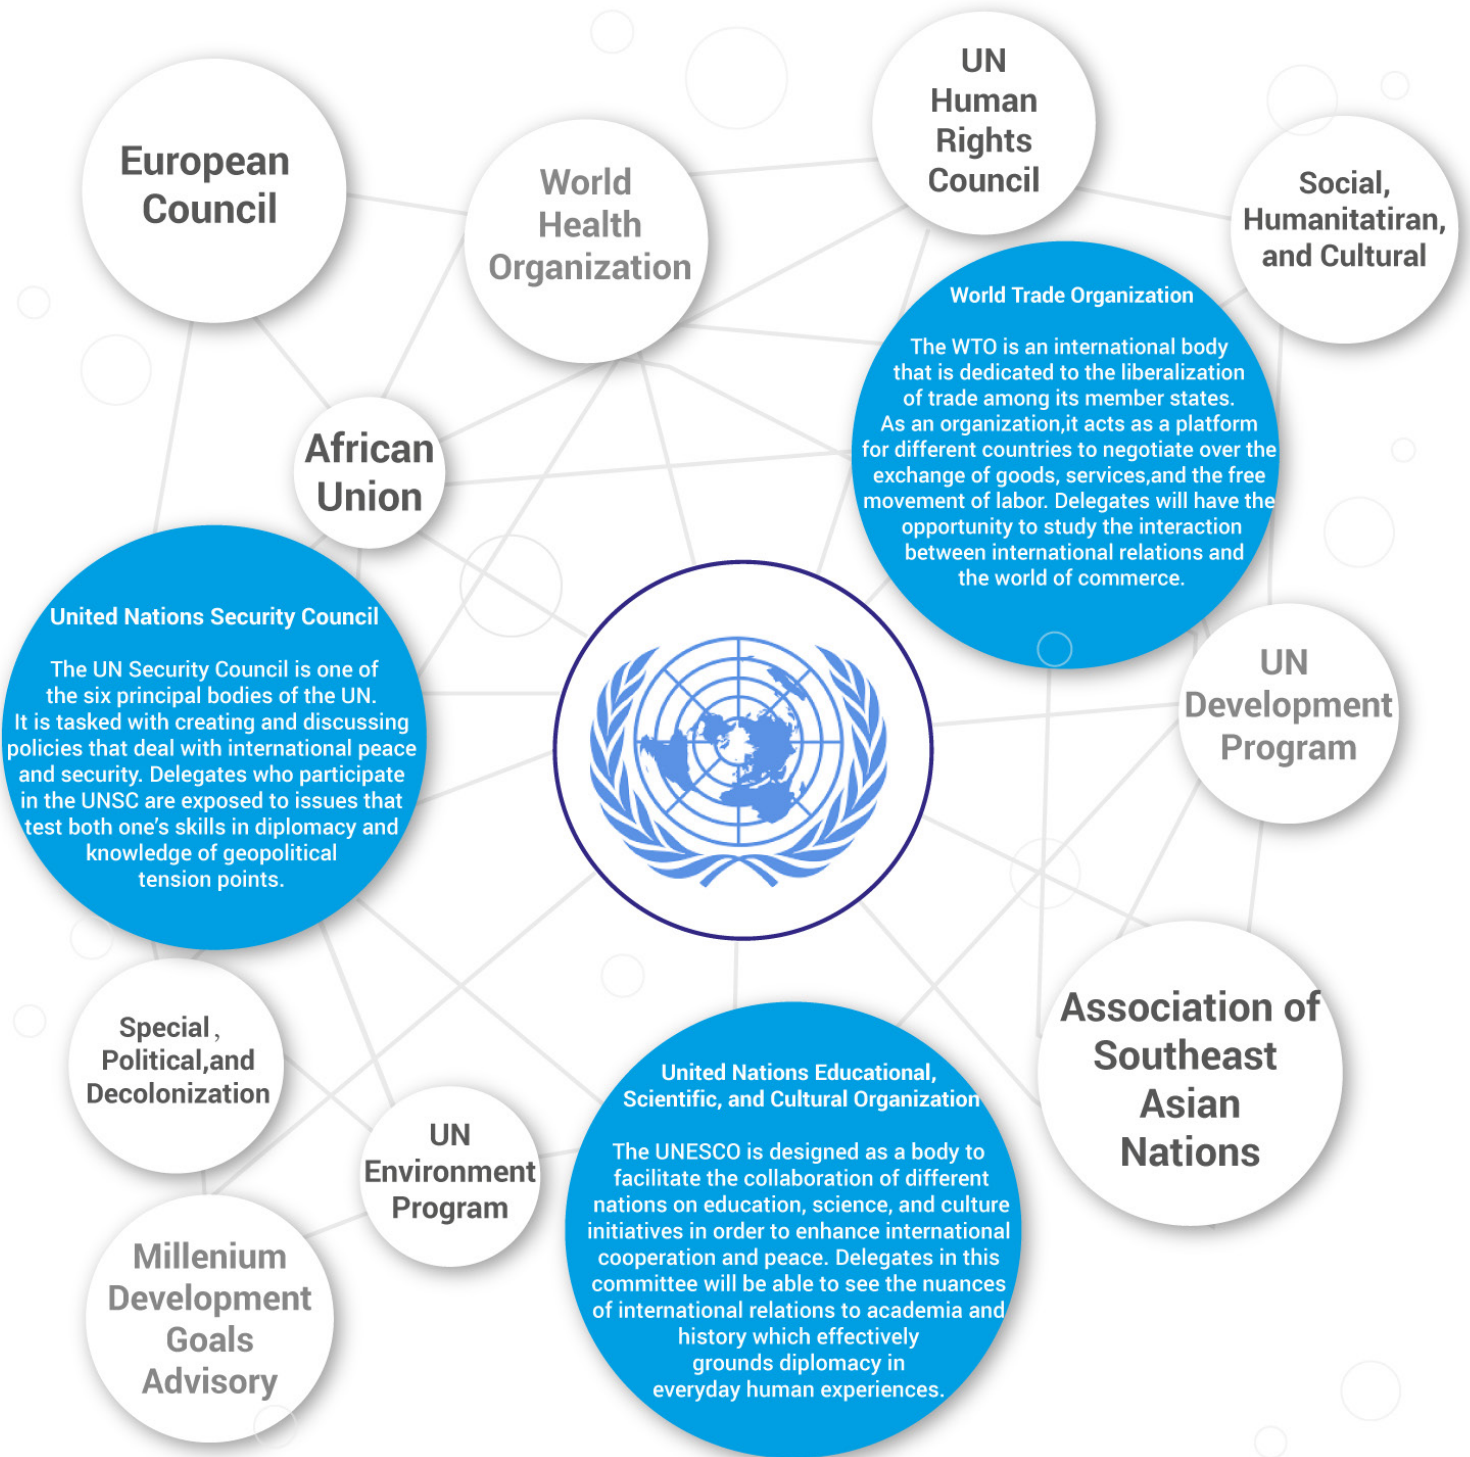 European
Council
World
Health
Organization
UN
Human
Rights
Council
Social,
Humanitatiran,
and Cultural
World Trade Organization
The WTO is an international body
that is dedicated to the liberalization
of trade among its member states.
As an organization,it acts as a platform
for different countries to negotiate over the
exchange of goods, services,and the free
movement of labor. Delegates will have the
opportunity to study the interaction
between international relations and
the world of commerce.
African
Union
United Nations Security Council
The UN Security Council is one of
the six principal bodies of the UN.
It is tasked with creating and discussing
policies that deal with international peace
and security. Delegates who participate
in the UNSC are exposed to issues that
test both one’s skills in diplomacy and
knowledge of geopolitical
tension points.
UN
Development
Program
Special,
Political,and
Decolonization
UN
Environment
Program
Association of
Southeast
Asian
Nations
United Nations Educational,
Scientific, and Cultural Organization
The UNESCO is designed as a body to
facilitate the collaboration of different
nations on education, science, and culture
initiatives in order to enhance international
cooperation and peace. Delegates in this
committee will be able to see the nuances
of international relations to academia and
history which effectively
grounds diplomacy in
everyday human experiences.
Millenium
Development
Goals
Advisory